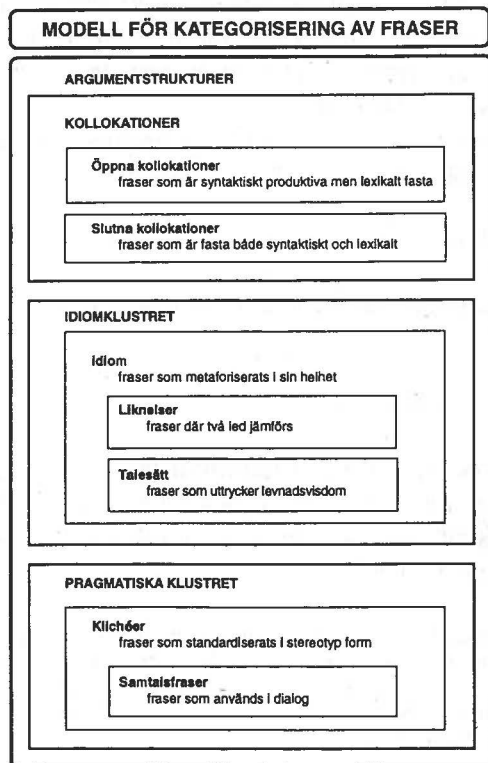 MODELL FÖR KATEGORISERING AV FRASER
ARGUMENTSTRUKTURER
KOLLOKATIONER
Öppna kollokationer
fraser som är syntaktiskt produktiva men lexikalt fasta
Slutna kollokationer
fraser som är fasta både syntaktiskt och lexikalt
IDIOMKLUSTRET
Idiom
fraser som metaforiserats i sin helhet
Liknelser
fraser där två led jämförs
Talesätt
fraser som uttrycker levnadsvisdom
PRAGMATISKA KLUSTRET
Klichéer
fraser som standardiserats i stereotyp form
Samtalsfraser
fraser som används i dialog